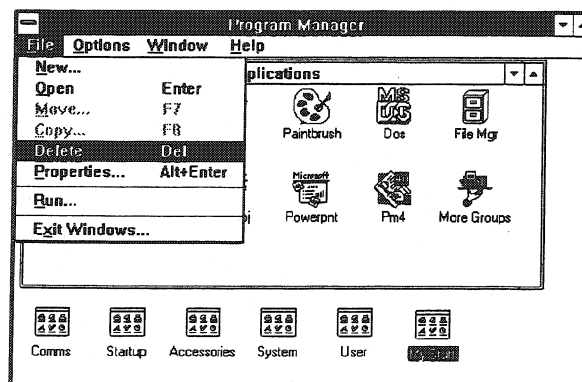 Program Manager
File Options Window Help
New...
Open Enter
Move... F7
Copy... F8
Delete Del
Properties... Alt+Enter
Run...
Exit Windows...
plications
Paintbrush Dos File Mgr
Microsoft
Powerpnt Pm4 More Groups
Comms Startup Accessories System User